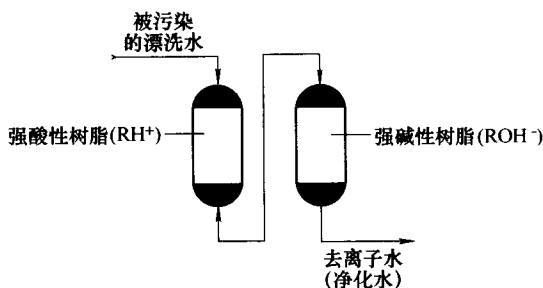 被污染
的漂洗水
强酸性树脂(RH⁺)
强碱性树脂(ROH⁻)
去离子水
(净化水)